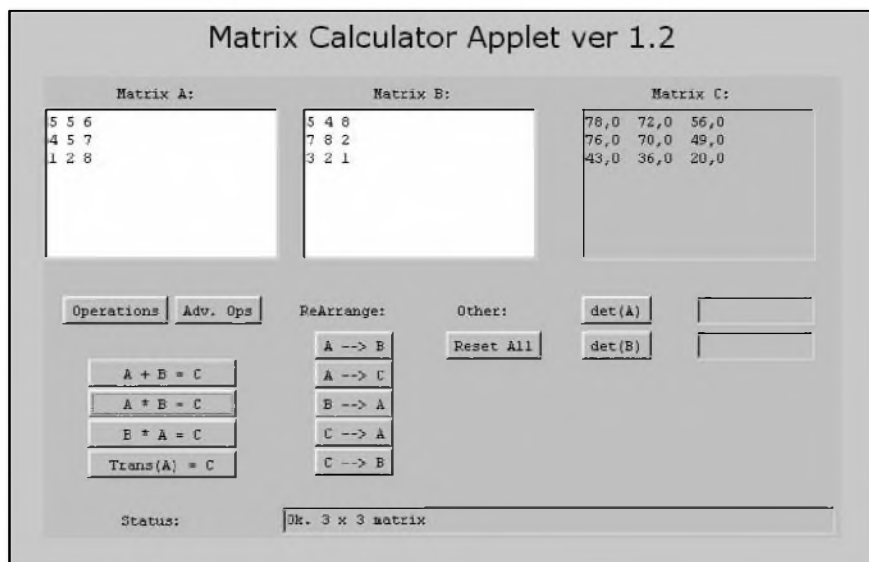 Matrix Calculator Applet ver 1.2
Matrix A:
5 5 6
4 5 7
1 2 8
Matrix B:
5 4 8
7 8 2
3 2 1
Matrix C:
78,0 72,0 56,0
76,0 70,0 49,0
43,0 36,0 20,0
Operations
Adv. Ops
ReArrange:
Other:
det(A)
A --> B
Reset All
det(B)
A + B = C
A --> C
A * B = C
B --> A
B * A = C
C --> A
Trans(A) = C
C --> B
Status:
Ok. 3 x 3 matrix